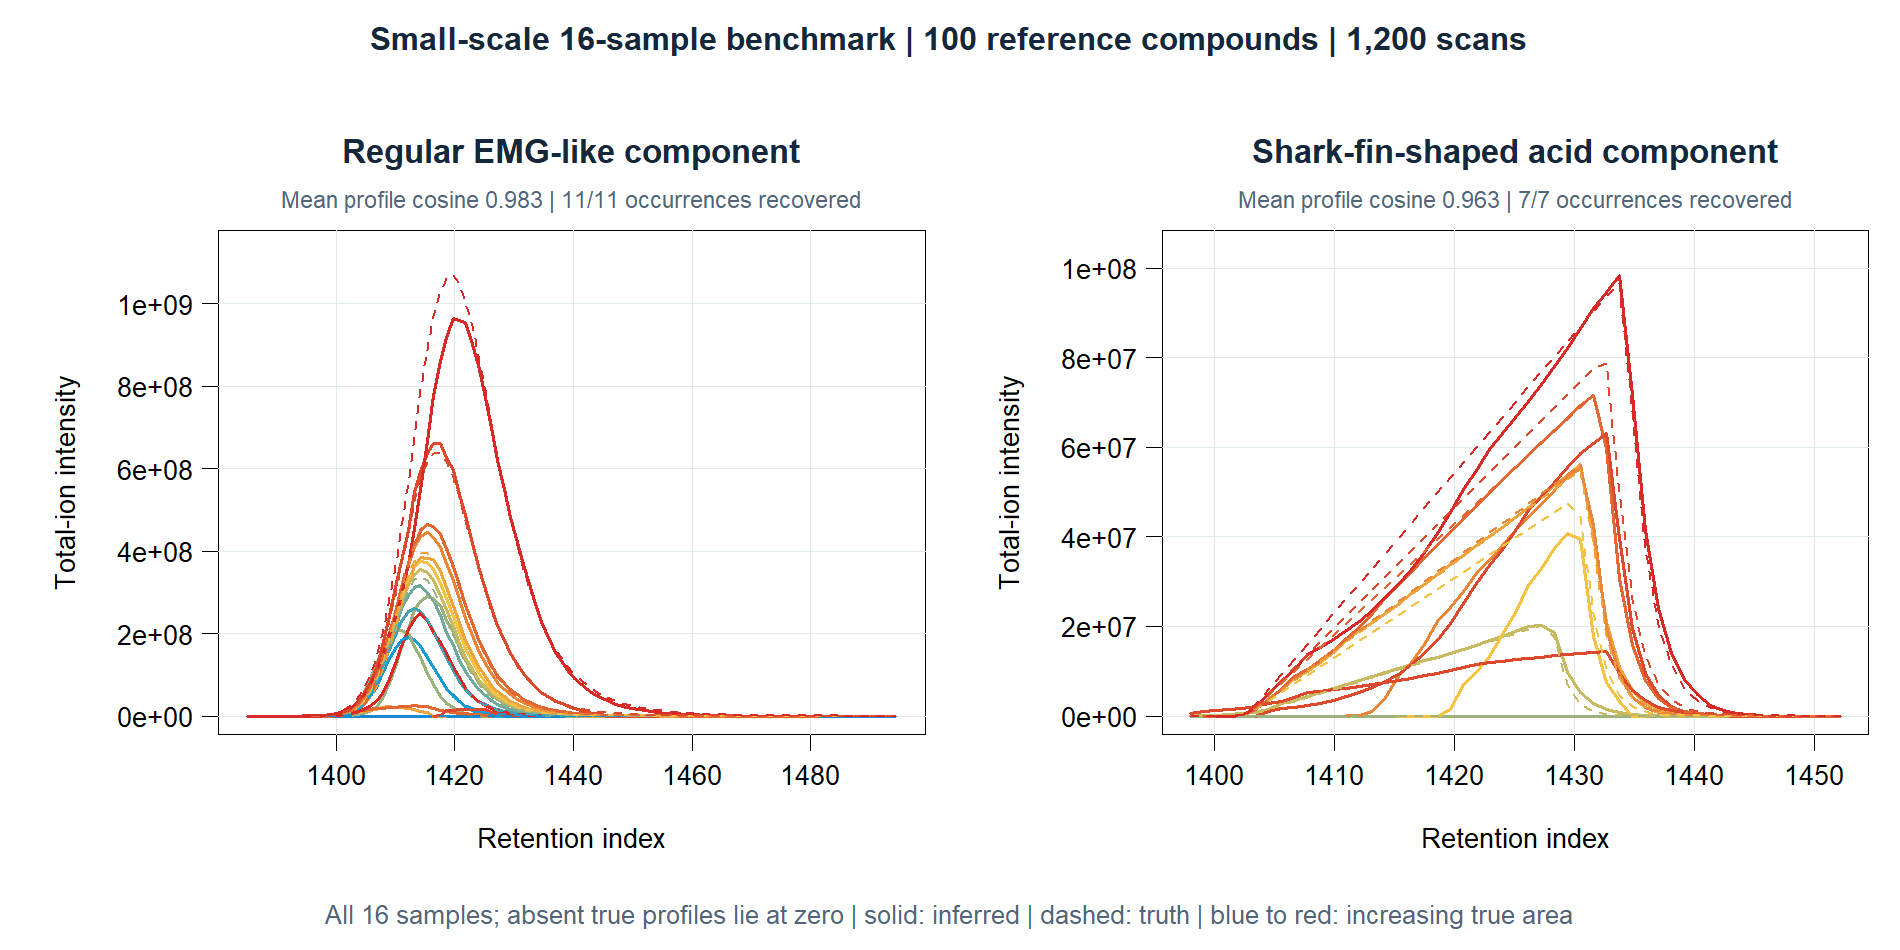 Small-scale 16-sample benchmark | 100 reference compounds | 1,200 scans
Regular EMG-like component
Mean profile cosine 0.983 | 11/11 occurrences recovered
Total-ion intensity
1e+09
8e+08
6e+08
4e+08
2e+08
0e+00
1400 1420 1440 1460 1480
Retention index
Shark-fin-shaped acid component
Mean profile cosine 0.963 | 7/7 occurrences recovered
Total-ion intensity
1e+08
8e+07
6e+07
4e+07
2e+07
0e+00
1400 1410 1420 1430 1440 1450
Retention index
All 16 samples; absent true profiles lie at zero | solid: inferred | dashed: truth | blue to red: increasing true area